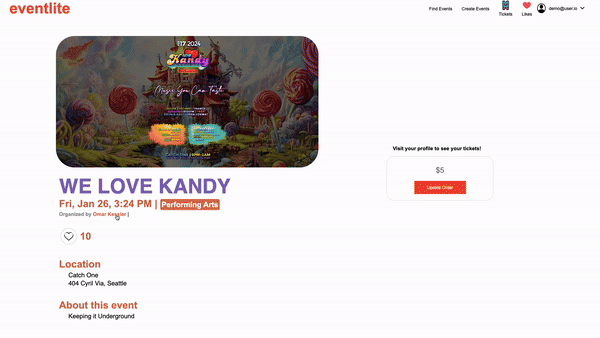 eventlite
Find Events
Create Events
Tickets
Likes
demo@user.io
1.17.2024
Kandy
Music You Can Taste
Visit your profile to see your tickets!
$5
Update Order
WE LOVE KANDY
Fri, Jan 26, 3:24 PM | Performing Arts
Organized by Omar Kessler |
10
Location
Catch One
404 Cyril Via, Seattle
About this event
Keeping it Underground